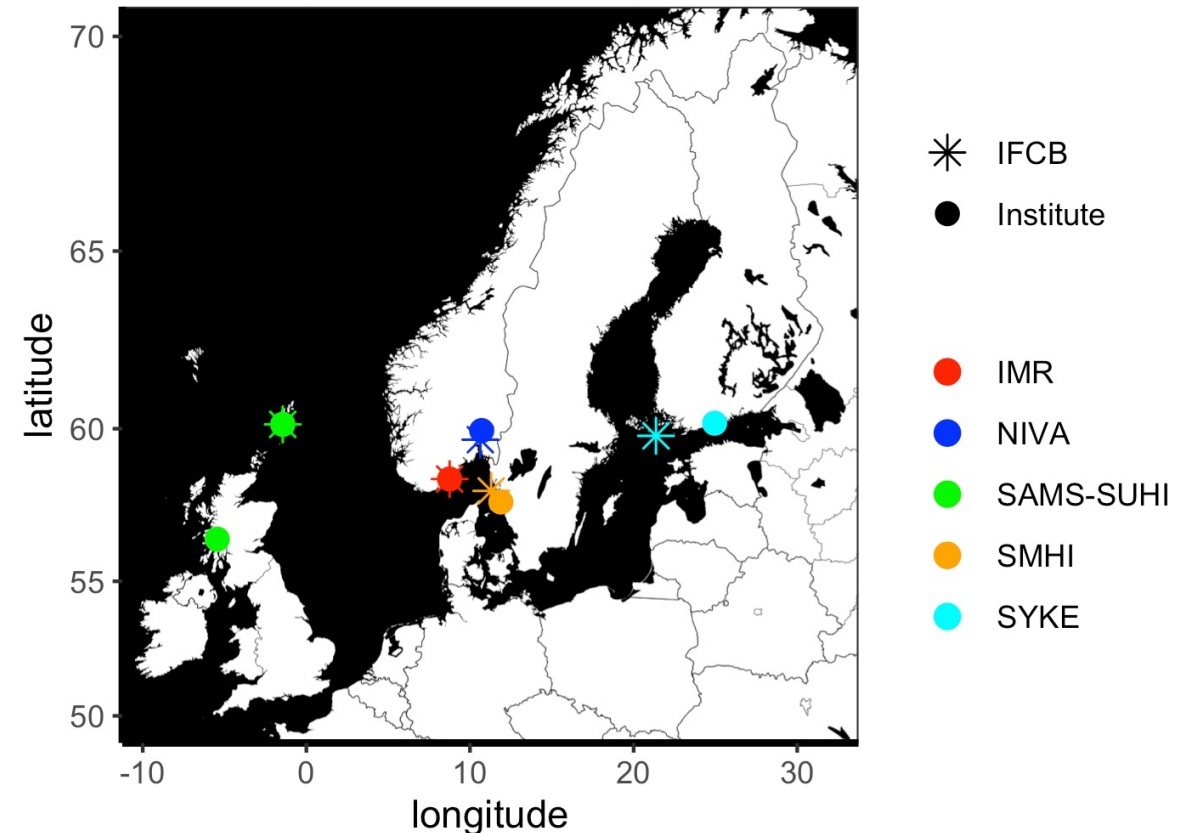 70
65
60
55
50
latitude
-10 0 10 20 30
longitude
IFCB
Institute
IMR
NIVA
SAMS-SUHI
SMHI
SYKE